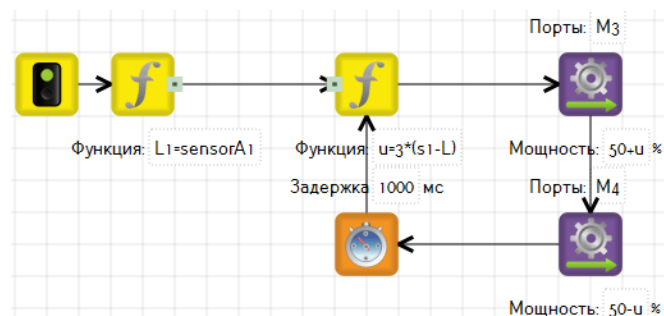 Порты: M3
Функция: L1=sensorA1
Функция: u=3*(s1-L)
Мощность: 50+u %
Задержка 1000 мс
Порты: M4
Мощность: 50-u %